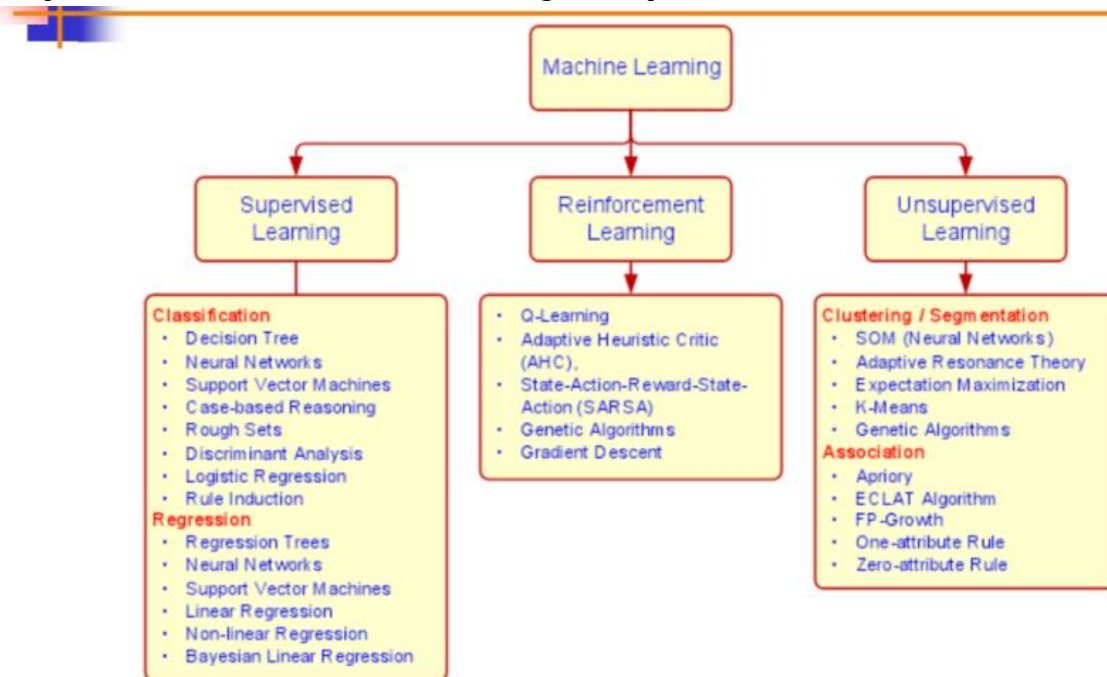 Machine Learning
Supervised
Learning
Reinforcement
Learning
Unsupervised
Learning
Classification
• Decision Tree
• Neural Networks
• Support Vector Machines
• Case-based Reasoning
• Rough Sets
• Discriminant Analysis
• Logistic Regression
• Rule Induction
Regression
• Regression Trees
• Neural Networks
• Support Vector Machines
• Linear Regression
• Non-linear Regression
• Bayesian Linear Regression
• Q-Learning
• Adaptive Heuristic Critic
(AHC),
• State-Action-Reward-State-
Action (SARSA)
• Genetic Algorithms
• Gradient Descent
Clustering / Segmentation
• SOM (Neural Networks)
• Adaptive Resonance Theory
• Expectation Maximization
• K-Means
• Genetic Algorithms
Association
• Apriory
• ECLAT Algorithm
• FP-Growth
• One-attribute Rule
• Zero-attribute Rule